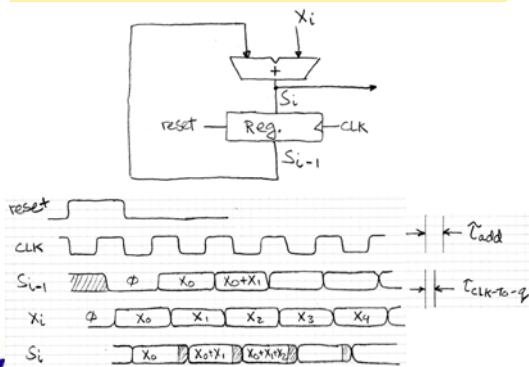 Xi
+
Si
reset Reg. CLK
Si-1
reset
CLK τadd
Si-1 φ X0 X0+X1 τCLK-to-q
Xi φ X0 X1 X2 X3 X4
Si X0 X0+X1 X0+X1+X2